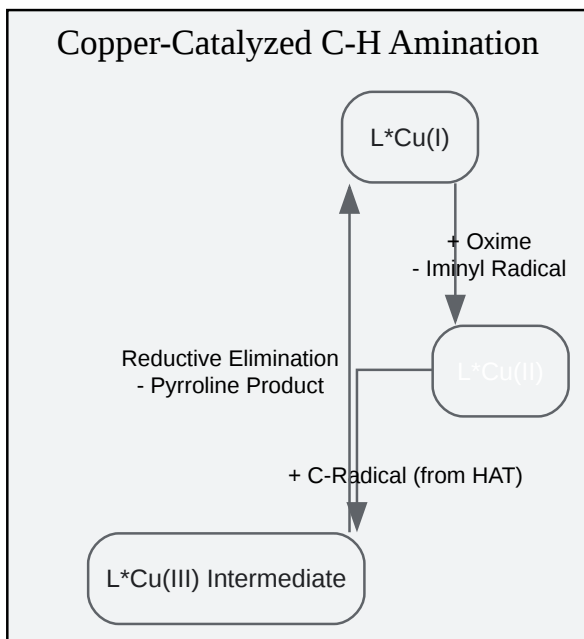 Copper-Catalyzed C-H Amination
L*Cu(I)
+ Oxime
- Iminyl Radical
L*Cu(II)
Reductive Elimination
- Pyrroline Product
+ C-Radical (from HAT)
L*Cu(III) Intermediate